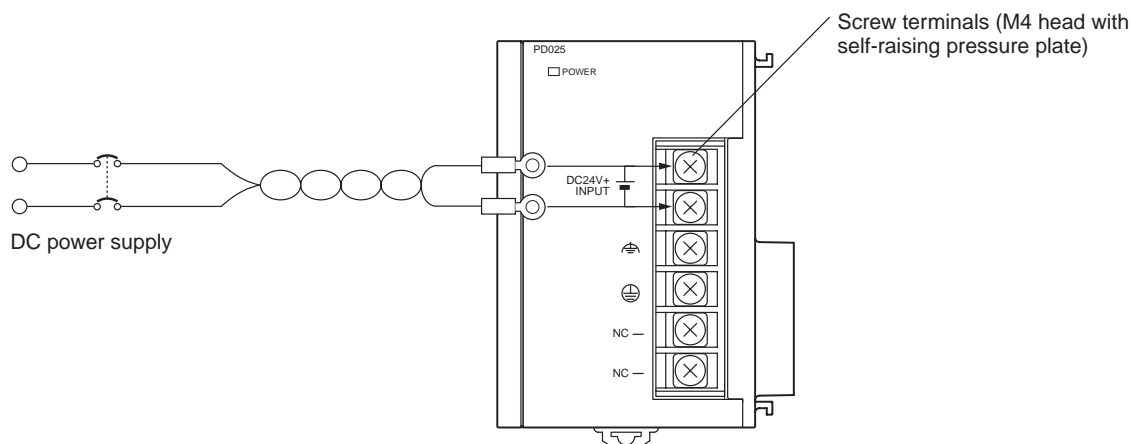 Screw terminals (M4 head with
self-raising pressure plate)
PD025
POWER
DC24V+
INPUT
DC power supply
NC
NC